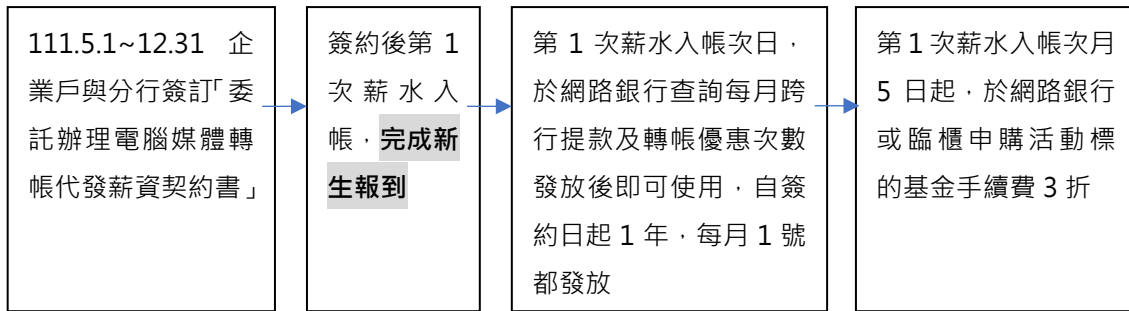 111.5.1~12.31 企
業戶與分行簽訂「委
託辦理電腦媒體轉
帳代發薪資契約書」
簽約後第 1
次薪水入
帳，完成新
生報到
第 1 次薪水入帳次日，
於網路銀行查詢每月跨
行提款及轉帳優惠次數
發放後即可使用，自簽
約日起 1 年，每月 1 號
都發放
第 1 次薪水入帳次月
5 日起，於網路銀行
或臨櫃申購活動標
的基金手續費 3 折